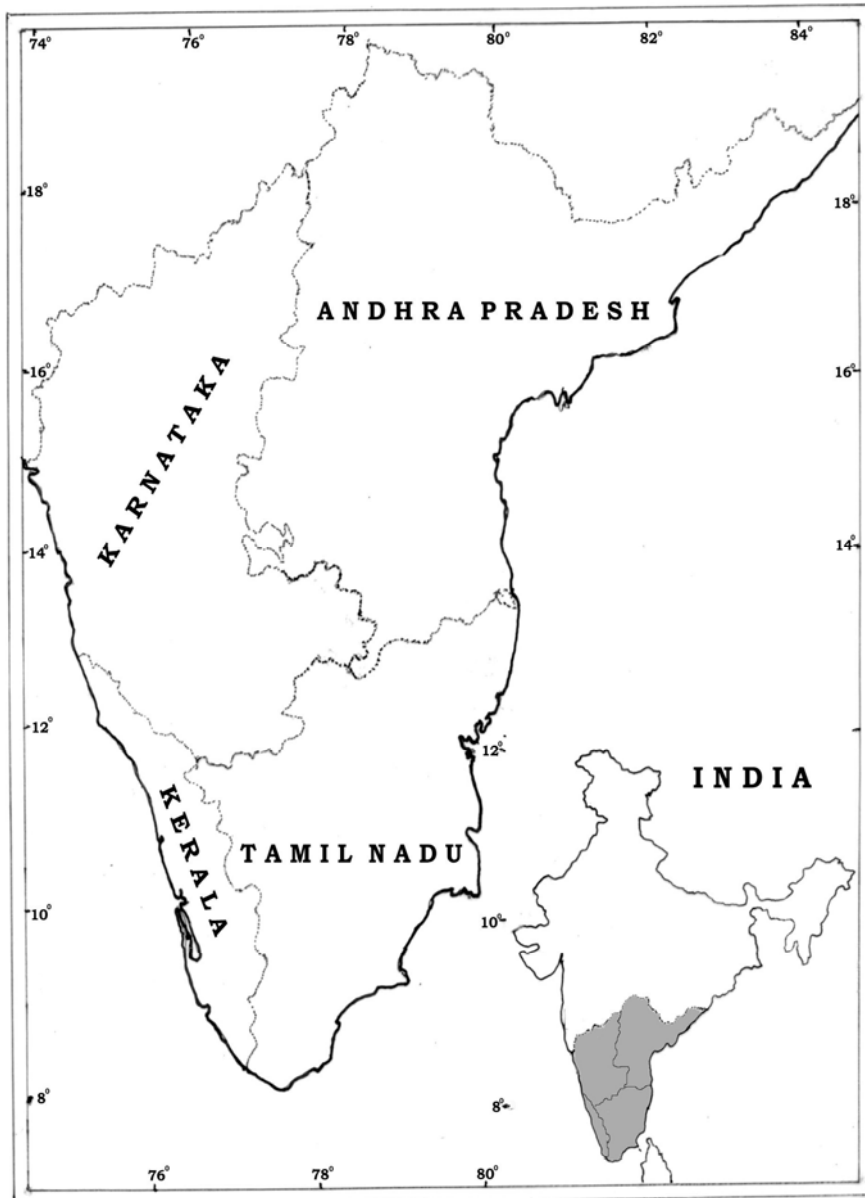 74° 76° 78° 80° 82° 84°
18° 18°
ANDHRA PRADESH
16° 16°
KARNATAKA
14° 14°
12° 12°
INDIA
KERALA
TAMIL NADU
10° 10°
8° 8°
76° 78° 80°